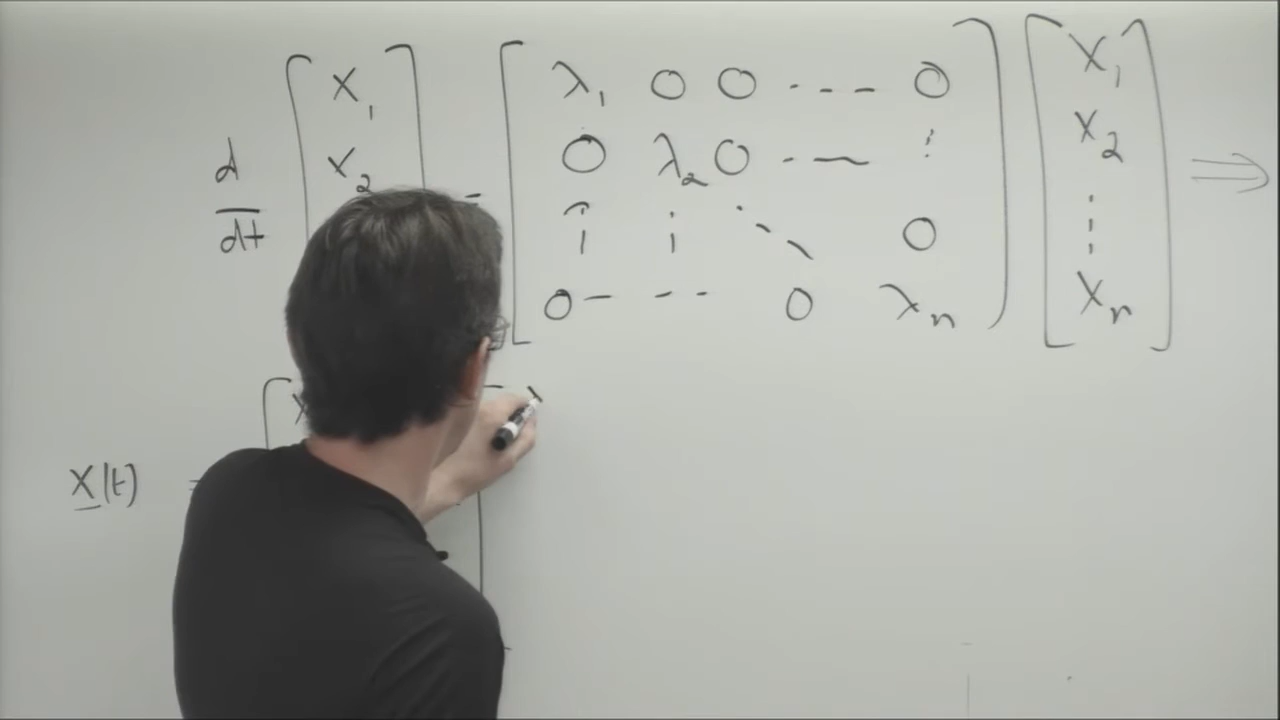 d/dt [x₁ x₂ = [λ₁ 0 0 ... 0] [x₁] ⇒
[0 λ₂ 0 ... ⋮] [x₂]
[⋮ ⋮ ⋱ 0] [⋮]
[0 ... 0 λₙ] [xₙ]
x(t) = [x